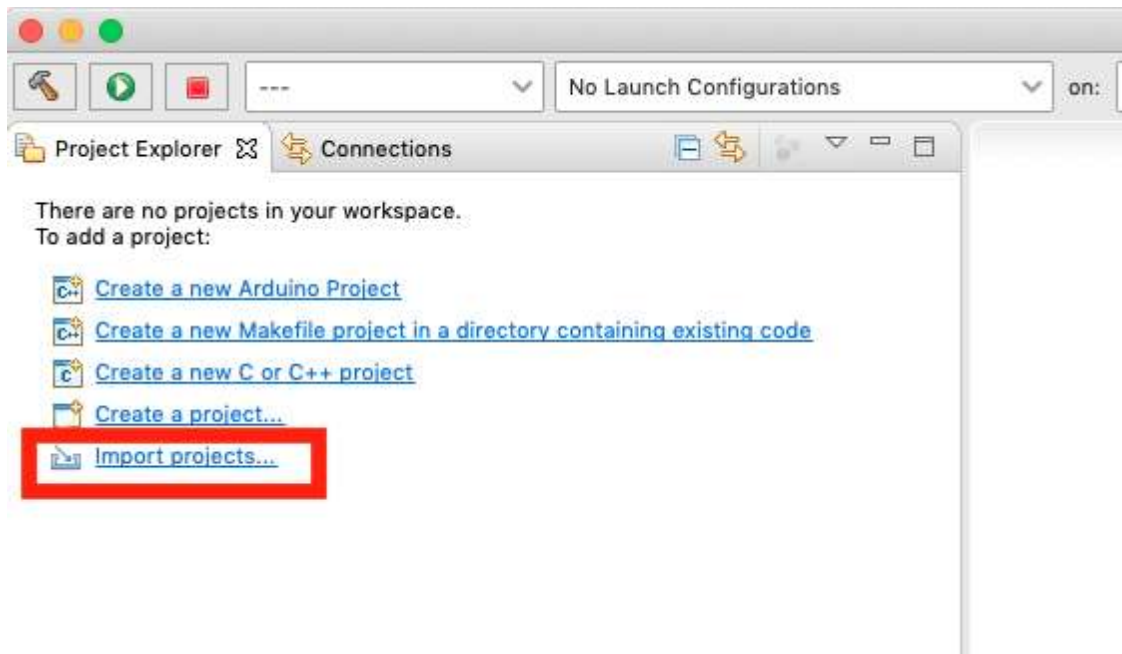 --- No Launch Configurations on:
Project Explorer Connections
There are no projects in your workspace.
To add a project:
Create a new Arduino Project
Create a new Makefile project in a directory containing existing code
Create a new C or C++ project
Create a project...
Import projects...